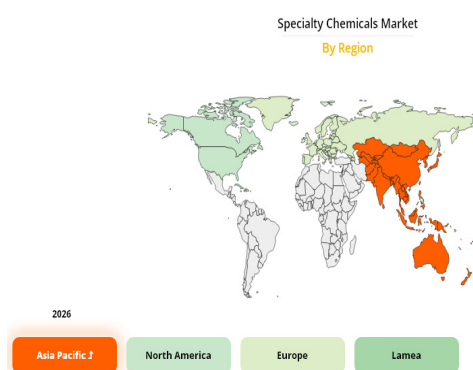 Specialty Chemicals Market
By Region
2026
Asia Pacific ⤴
North America
Europe
Lamea